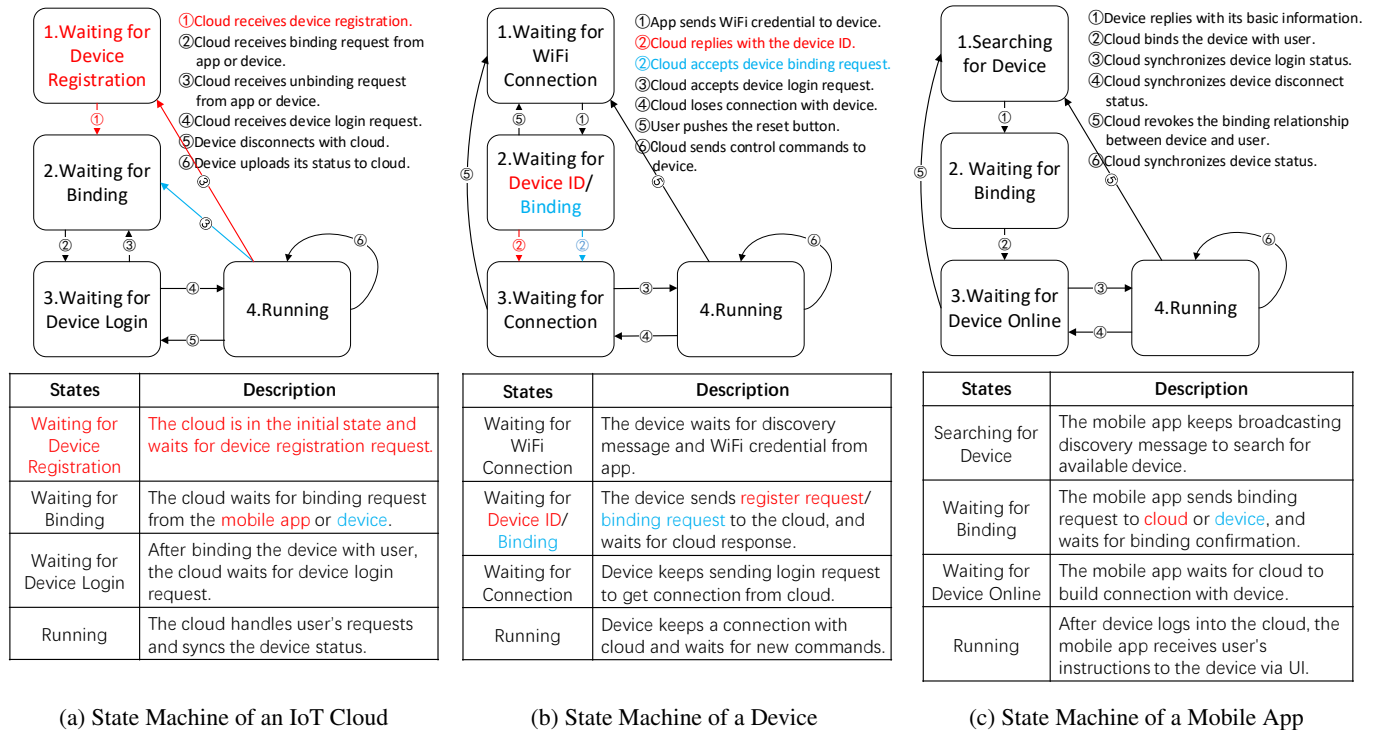 1.Waiting for
Device
Registration
①
2.Waiting for
Binding
②
③
3.Waiting for
Device Login
④
⑤
4.Running
⑥
③
③
①Cloud receives device registration.
②Cloud receives binding request from
app or device.
③Cloud receives unbinding request
from app or device.
④Cloud receives device login request.
⑤Device disconnects with cloud.
⑥Device uploads its status to cloud.
States
Description
Waiting for
Device
Registration
The cloud is in the initial state and
waits for device registration request.
Waiting for
Binding
The cloud waits for binding request
from the mobile app or device.
Waiting for
Device Login
After binding the device with user,
the cloud waits for device login
request.
Running
The cloud handles user's requests
and syncs the device status.
(a) State Machine of an IoT Cloud
1.Waiting for
WiFi
Connection
⑤
①
2.Waiting for
Device ID/
Binding
②
②
3.Waiting for
Connection
③
④
4.Running
⑥
⑤
⑤
①App sends WiFi credential to device.
②Cloud replies with the device ID.
②Cloud accepts device binding request.
③Cloud accepts device login request.
④Cloud loses connection with device.
⑤User pushes the reset button.
⑥Cloud sends control commands to
device.
States
Description
Waiting for
WiFi
Connection
The device waits for discovery
message and WiFi credential from
app.
Waiting for
Device ID/
Binding
The device sends register request/
binding request to the cloud, and
waits for cloud response.
Waiting for
Connection
Device keeps sending login request
to get connection from cloud.
Running
Device keeps a connection with
cloud and waits for new commands.
(b) State Machine of a Device
1.Searching
for Device
①
2. Waiting for
Binding
②
3.Waiting for
Device Online
③
④
4.Running
⑥
⑤
⑤
①Device replies with its basic information.
②Cloud binds the device with user.
③Cloud synchronizes device login status.
④Cloud synchronizes device disconnect
status.
⑤Cloud revokes the binding relationship
between device and user.
⑥Cloud synchronizes device status.
States
Description
Searching for
Device
The mobile app keeps broadcasting
discovery message to search for
available device.
Waiting for
Binding
The mobile app sends binding
request to cloud or device, and
waits for binding confirmation.
Waiting for
Device Online
The mobile app waits for cloud to
build connection with device.
Running
After device logs into the cloud, the
mobile app receives user's
instructions to the device via UI.
(c) State Machine of a Mobile App